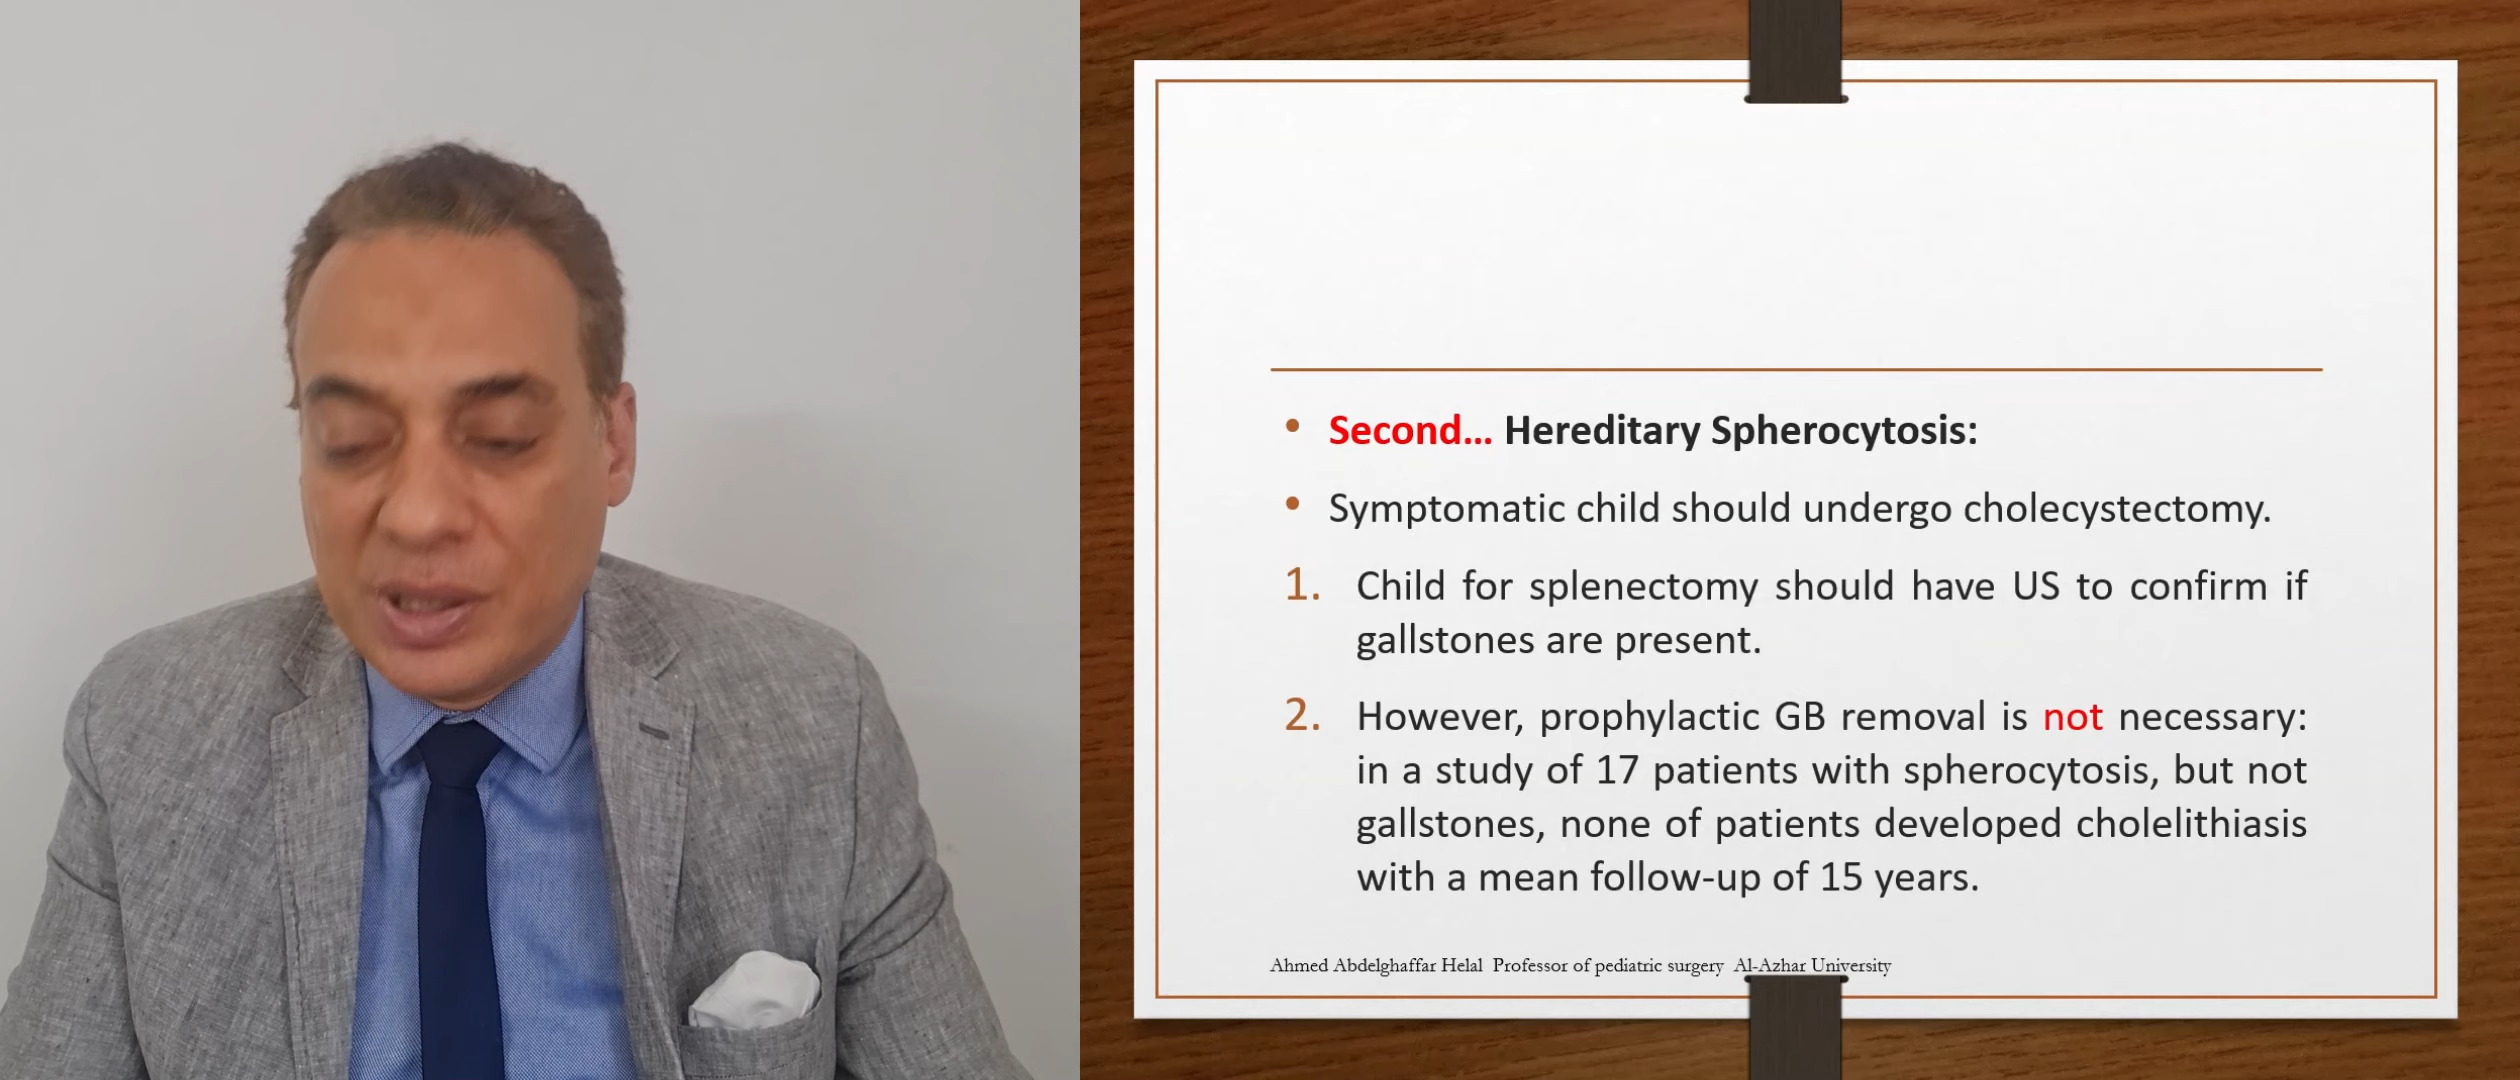 Second... Hereditary Spherocytosis:
Symptomatic child should undergo cholecystectomy.
1. Child for splenectomy should have US to confirm if
gallstones are present.
2. However, prophylactic GB removal is not necessary:
in a study of 17 patients with spherocytosis, but not
gallstones, none of patients developed cholelithiasis
with a mean follow-up of 15 years.
Ahmed Abdelghaffar Helal Professor of pediatric surgery Al-Azhar University